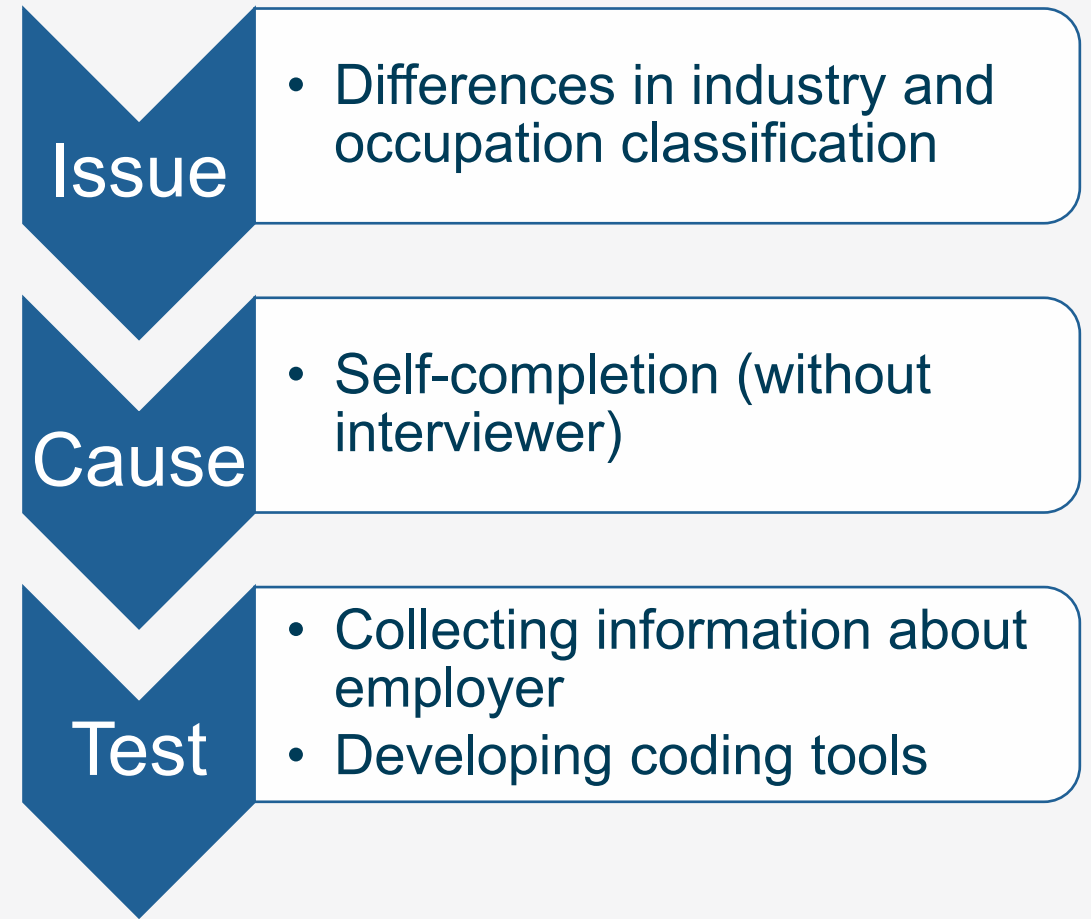 Issue
• Differences in industry and
occupation classification
Cause
• Self-completion (without
interviewer)
Test
• Collecting information about
employer
• Developing coding tools